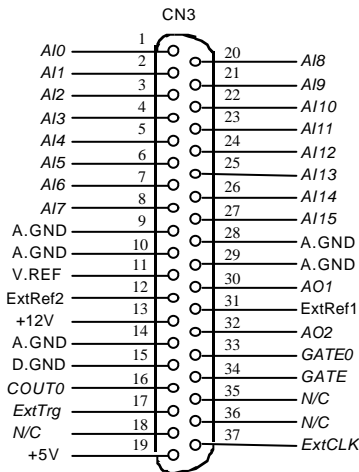 CN3
AI0 1
AI1 2
AI2 3
AI3 4
AI4 5
AI5 6
AI6 7
AI7 8
A.GND 9
A.GND 10
V.REF 11
ExtRef2 12
+12V 13
A.GND 14
D.GND 15
COUT0 16
ExtTrg 17
N/C 18
+5V 19
20 AI8
21 AI9
22 AI10
23 AI11
24 AI12
25 AI13
26 AI14
27 AI15
28 A.GND
29 A.GND
30 AO1
31 ExtRef1
32 AO2
33 GATE0
34 GATE
35 N/C
36 N/C
37 ExtCLK